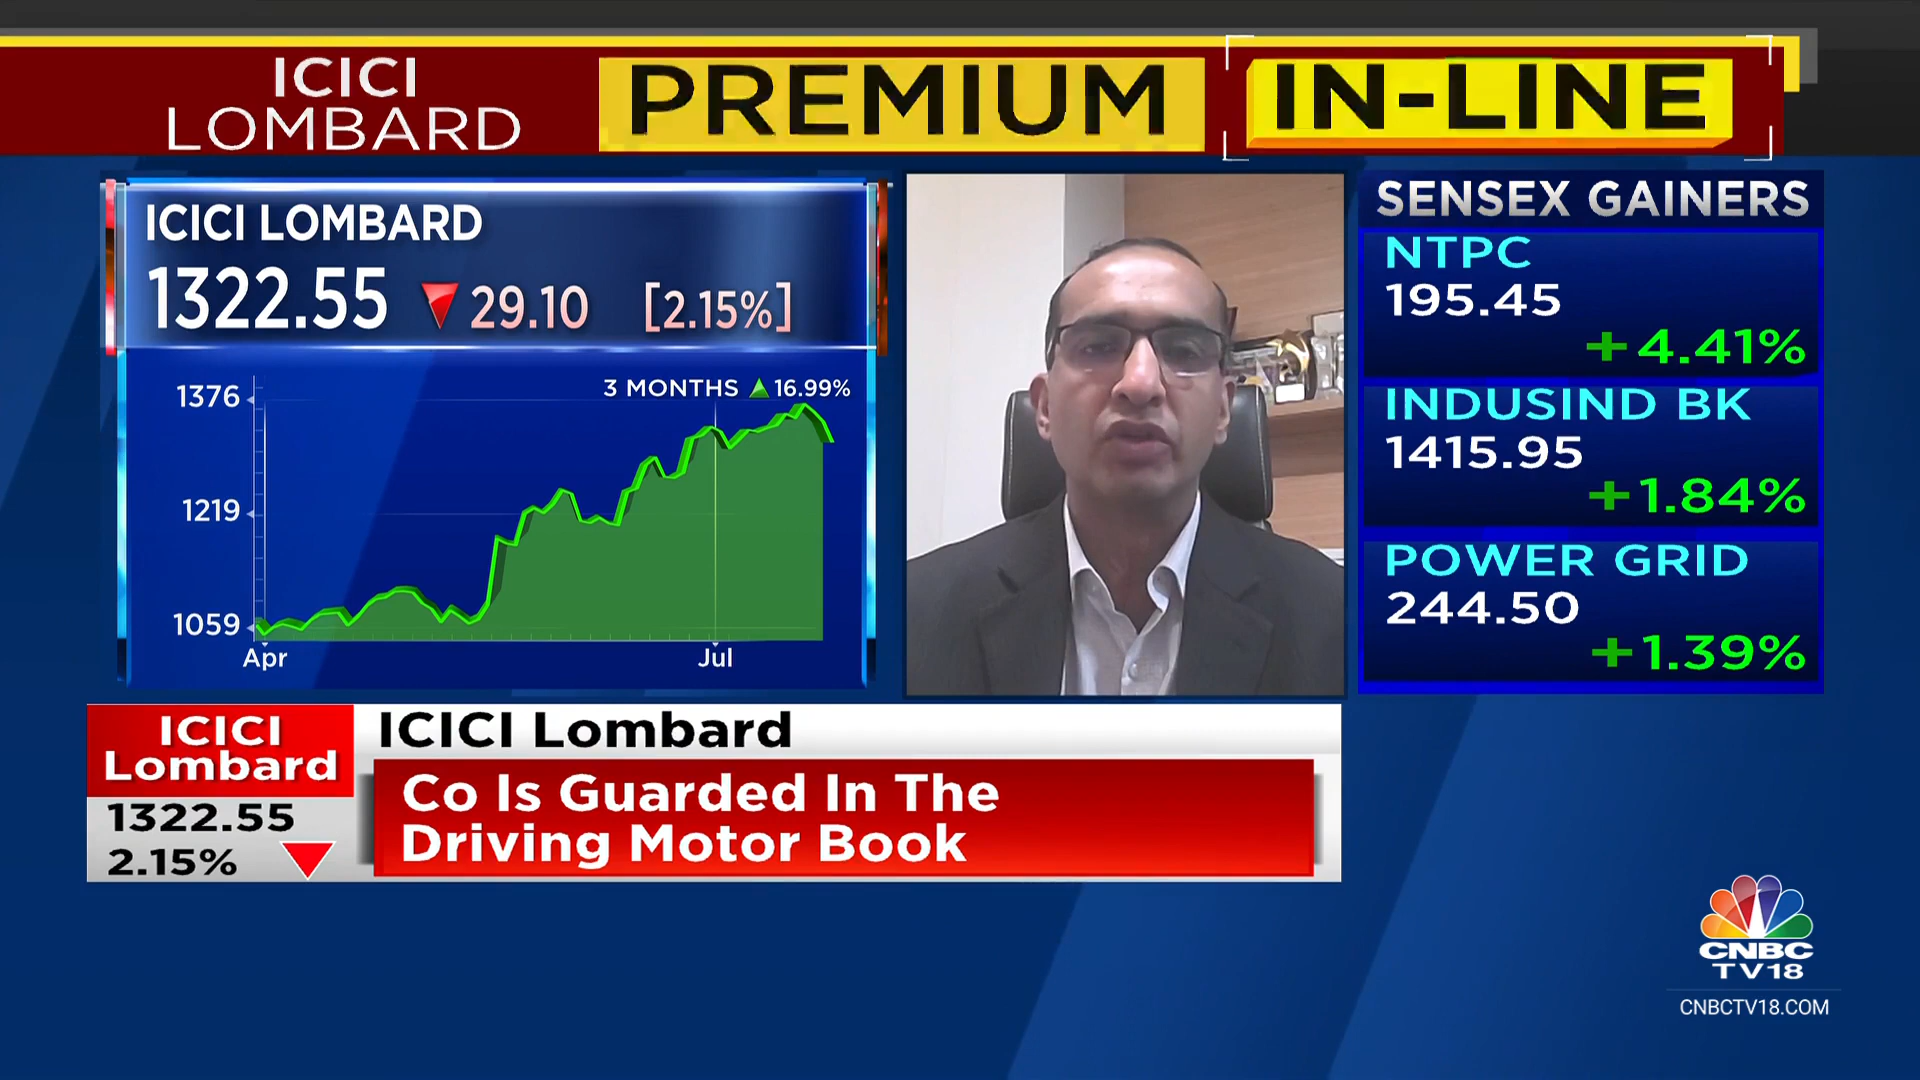 ICICI
LOMBARD
PREMIUM
IN-LINE
ICICI LOMBARD
1322.55 ▼ 29.10 [2.15%]
3 MONTHS ▲ 16.99%
1376
1219
1059
Apr
Jul
SENSEX GAINERS
NTPC
195.45
+4.41%
INDUSIND BK
1415.95
+1.84%
POWER GRID
244.50
+1.39%
ICICI
Lombard
1322.55
2.15% ▼
ICICI Lombard
Co Is Guarded In The
Driving Motor Book
CNBC
TV18
CNBCTV18.COM